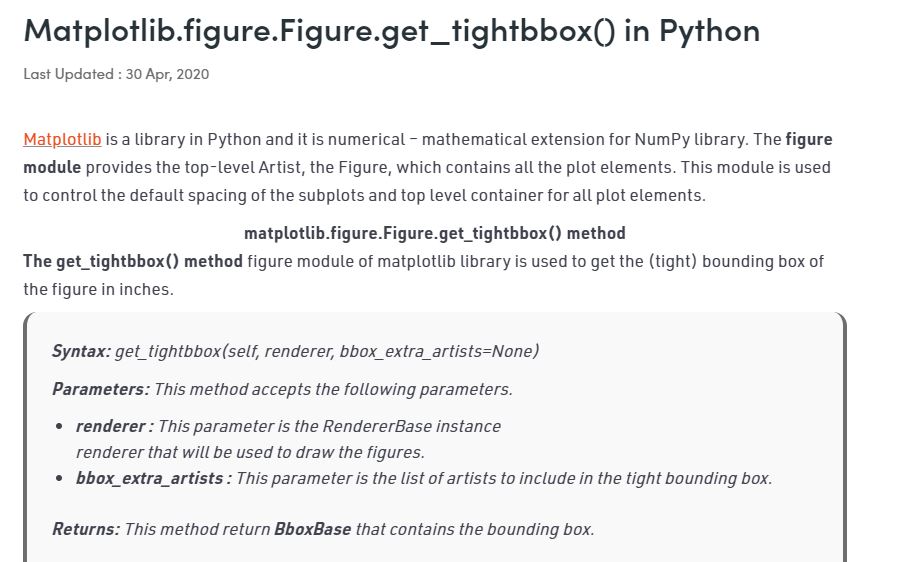 Matplotlib.figure.Figure.get_tightbbox() in Python
Last Updated : 30 Apr, 2020
Matplotlib is a library in Python and it is numerical – mathematical extension for NumPy library. The figure
module provides the top-level Artist, the Figure, which contains all the plot elements. This module is used
to control the default spacing of the subplots and top level container for all plot elements.
matplotlib.figure.Figure.get_tightbbox() method
The get_tightbbox() method figure module of matplotlib library is used to get the (tight) bounding box of
the figure in inches.
Syntax: get_tightbbox(self, renderer, bbox_extra_artists=None)
Parameters: This method accepts the following parameters.
• renderer : This parameter is the RendererBase instance
renderer that will be used to draw the figures.
• bbox_extra_artists : This parameter is the list of artists to include in the tight bounding box.
Returns: This method return BboxBase that contains the bounding box.